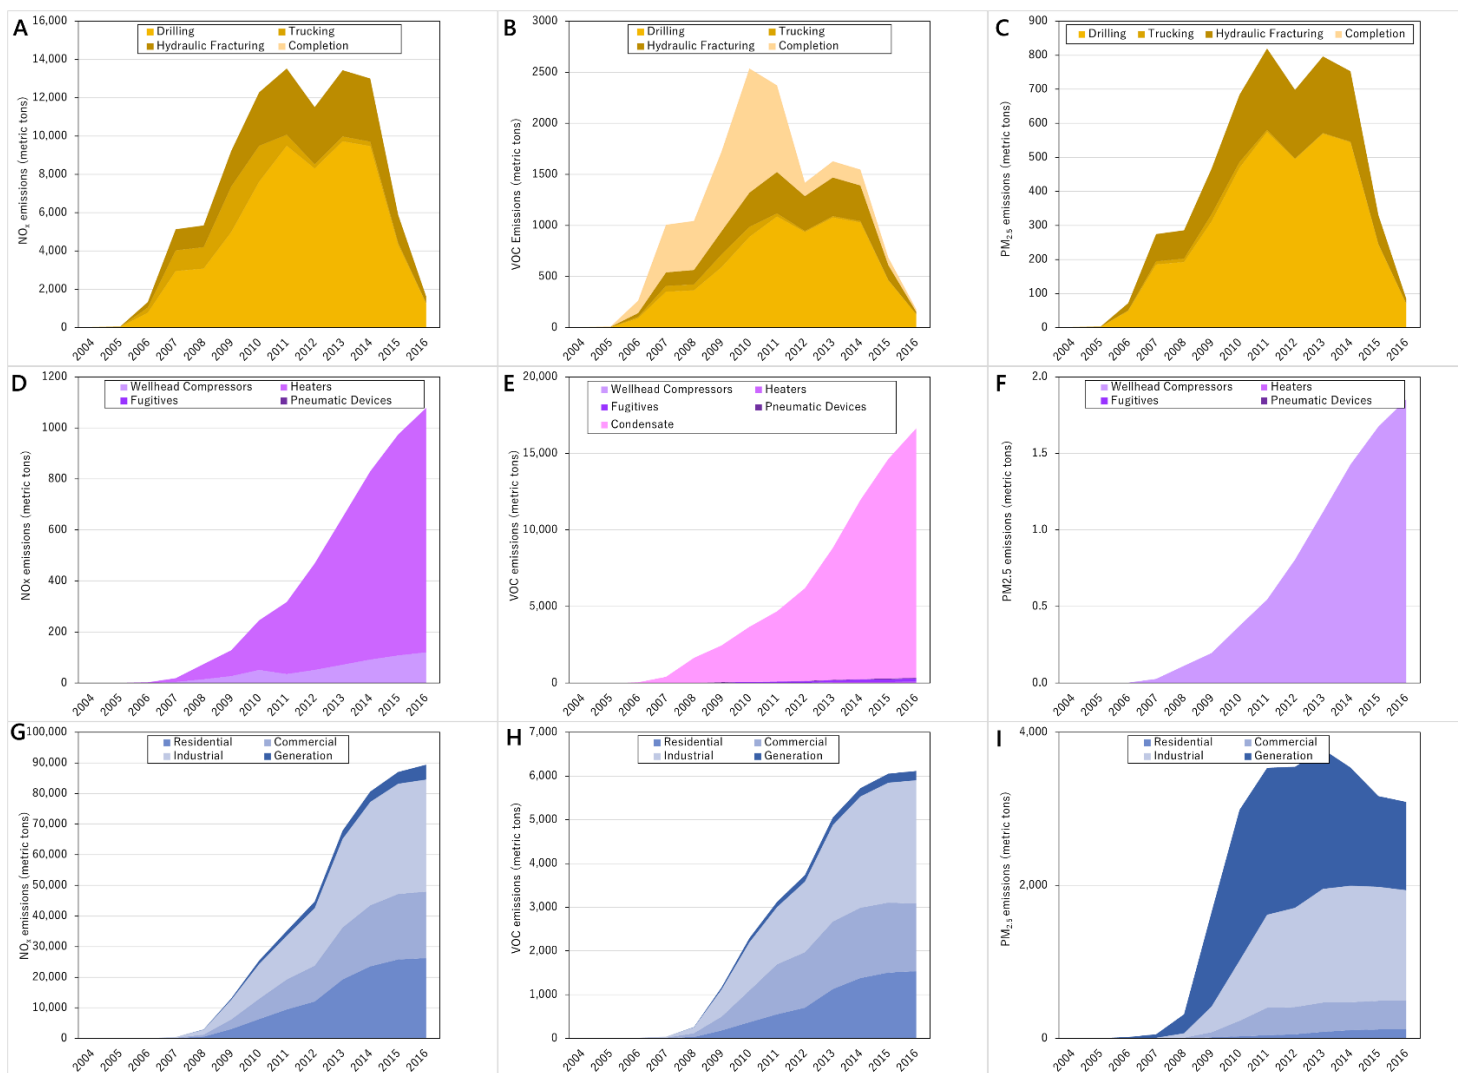 A
16,000
14,000
12,000
10,000
8,000
6,000
4,000
2,000
0
NOx emissions (metric tons)
Drilling Trucking
Hydraulic Fracturing Completion
2004 2005 2006 2007 2008 2009 2010 2011 2012 2013 2014 2015 2016
B
3000
2500
2000
1500
1000
500
0
VOC Emissions (metric tons)
Drilling Trucking
Hydraulic Fracturing Completion
2004 2005 2006 2007 2008 2009 2010 2011 2012 2013 2014 2015 2016
C
900
800
700
600
500
400
300
200
100
0
PM2.5 emissions (metric tons)
Drilling Trucking Hydraulic Fracturing Completion
2004 2005 2006 2007 2008 2009 2010 2011 2012 2013 2014 2015 2016
D
1200
1000
800
600
400
200
0
NOx emissions (metric tons)
Wellhead Compressors Heaters
Fugitives Pneumatic Devices
2004 2005 2006 2007 2008 2009 2010 2011 2012 2013 2014 2015 2016
E
20,000
15,000
10,000
5,000
0
VOC emissions (metric tons)
Wellhead Compressors Heaters
Fugitives Pneumatic Devices
Condensate
2004 2005 2006 2007 2008 2009 2010 2011 2012 2013 2014 2015 2016
F
2.0
1.5
1.0
0.5
0.0
PM2.5 emissions (metric tons)
Wellhead Compressors Heaters
Fugitives Pneumatic Devices
2004 2005 2006 2007 2008 2009 2010 2011 2012 2013 2014 2015 2016
G
100,000
90,000
80,000
70,000
60,000
50,000
40,000
30,000
20,000
10,000
0
NOx emissions (metric tons)
Residential Commercial
Industrial Generation
2004 2005 2006 2007 2008 2009 2010 2011 2012 2013 2014 2015 2016
H
7,000
6,000
5,000
4,000
3,000
2,000
1,000
0
VOC emissions (metric tons)
Residential Commercial
Industrial Generation
2004 2005 2006 2007 2008 2009 2010 2011 2012 2013 2014 2015 2016
I
4,000
2,000
0
PM2.5 emissions (metric tons)
Residential Commercial
Industrial Generation
2004 2005 2006 2007 2008 2009 2010 2011 2012 2013 2014 2015 2016